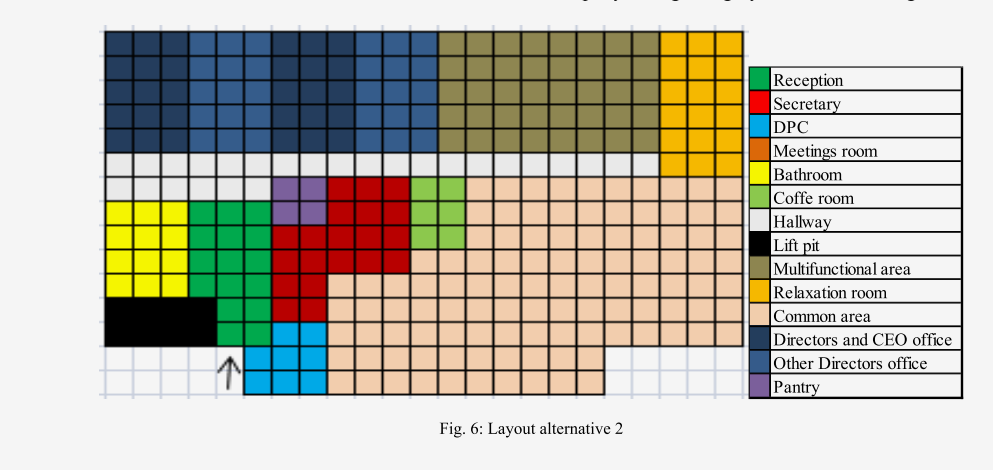 Reception
Secretary
DPC
Meetings room
Bathroom
Coffe room
Hallway
Lift pit
Multifunctional area
Relaxation room
Common area
Directors and CEO office
Other Directors office
Pantry
Fig. 6: Layout alternative 2